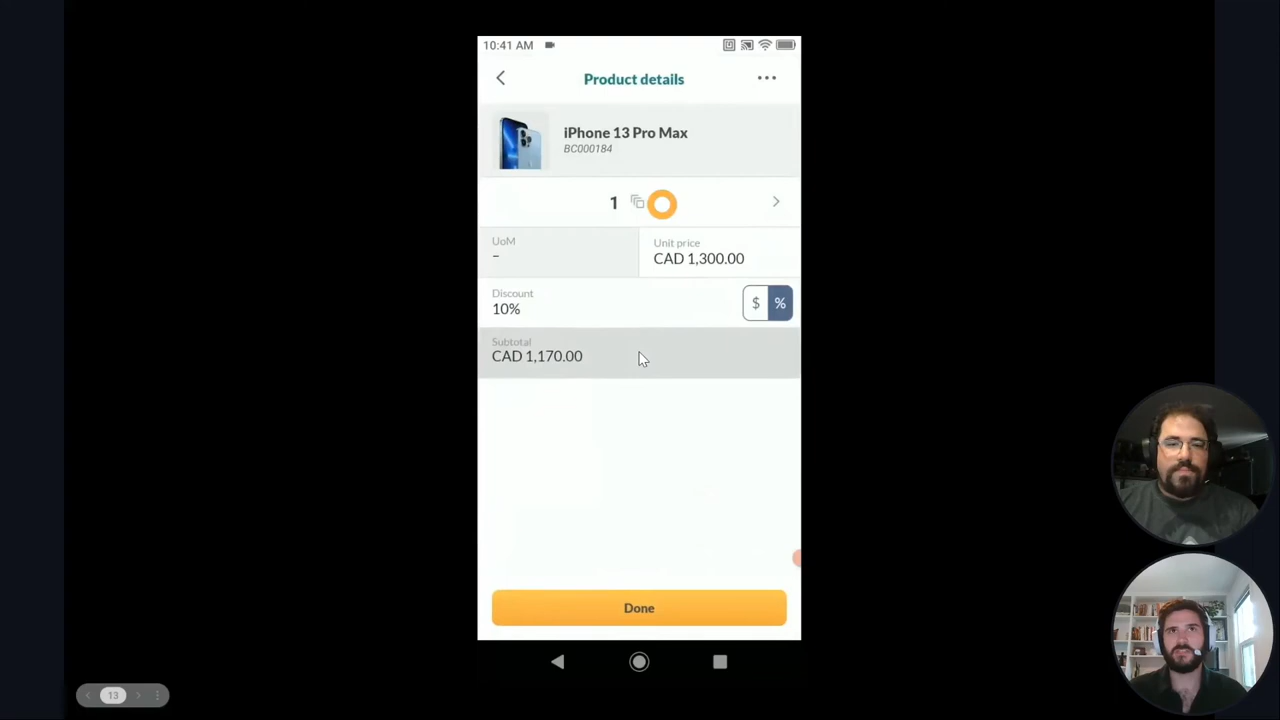 10:41 AM
Product details
iPhone 13 Pro Max
BC000184
1
UoM
–
Unit price
CAD 1,300.00
Discount
10%
$ %
Subtotal
CAD 1,170.00
Done
13